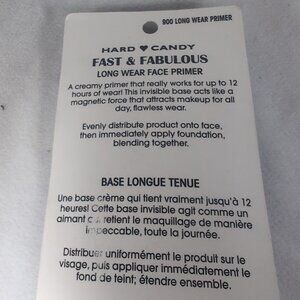 900 LONG WEAR PRIMER
HARD ♥ CANDY
FAST & FABULOUS
LONG WEAR FACE PRIMER
A creamy primer that really works for up to 12
hours of wear! This invisible base acts like a
magnetic force that attracts makeup for all
day, flawless wear.
Evenly distribute product onto face,
then immediately apply foundation,
blending together.
BASE LONGUE TENUE
Une base crème qui tient vraiment jusqu'à 12
heures! Cette base invisible agit comme un
aimant retient le maquillage de manière
impeccable, toute la journée.
Distribuer uniformément le produit sur le
visage, puis appliquer immédiatement le
fond de teint; étendre ensemble.